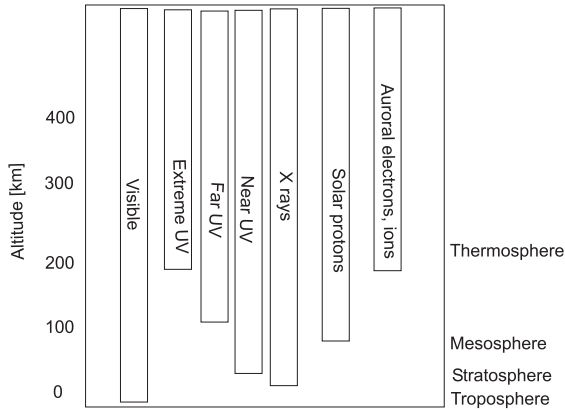 Altitude [km]
400
300
200
100
0
Visible
Extreme UV
Far UV
Near UV
X rays
Solar protons
Auroral electrons, ions
Thermosphere
Mesosphere
Stratosphere
Troposphere